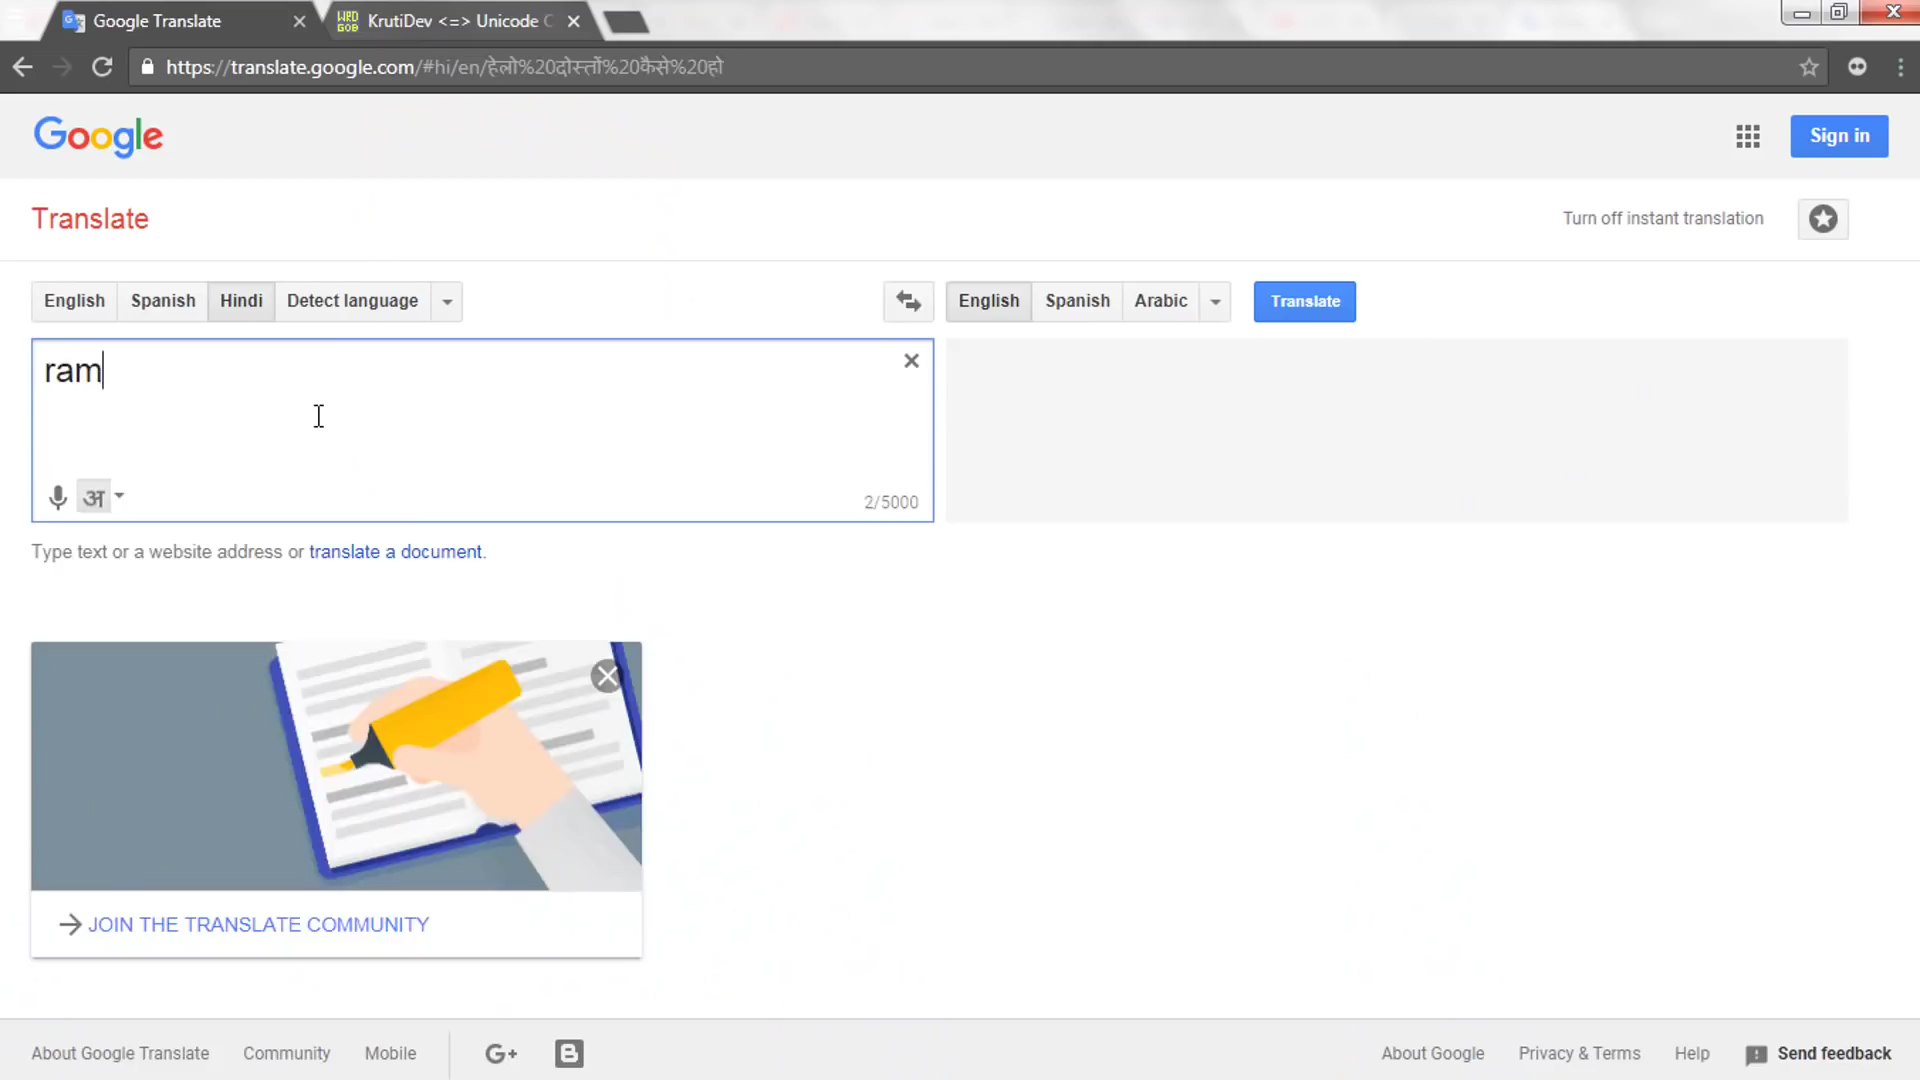 Google Translate
KrutiDev <=> Unicode C
https://translate.google.com/#hi/en/हेलो%20दोस्तों%20कैसे%20हो
Google
Sign in
Translate
Turn off instant translation
English Spanish Hindi Detect language
English Spanish Arabic Translate
ram
अ
2/5000
Type text or a website address or translate a document.
JOIN THE TRANSLATE COMMUNITY
About Google Translate Community Mobile G+ B
About Google Privacy & Terms Help Send feedback